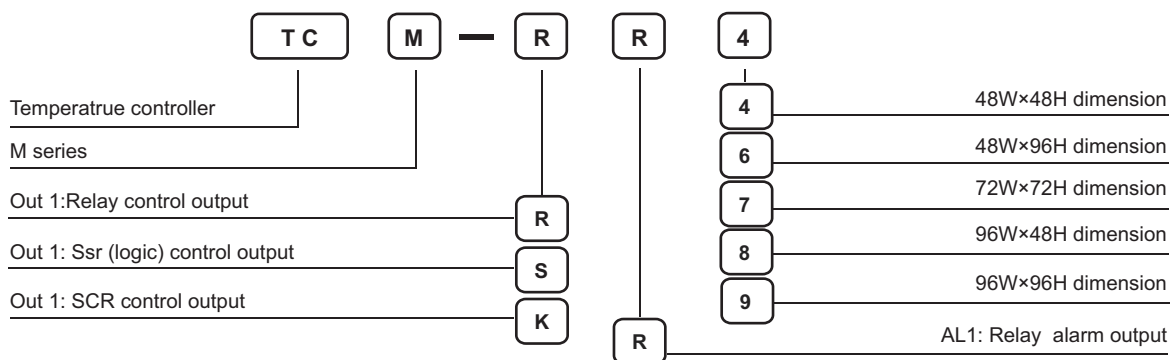 T C M — R R 4
Temperatrue controller
M series
Out 1:Relay control output
R
Out 1: Ssr (logic) control output
S
Out 1: SCR control output
K
4
48W×48H dimension
6
48W×96H dimension
7
72W×72H dimension
8
96W×48H dimension
9
96W×96H dimension
R
AL1: Relay alarm output